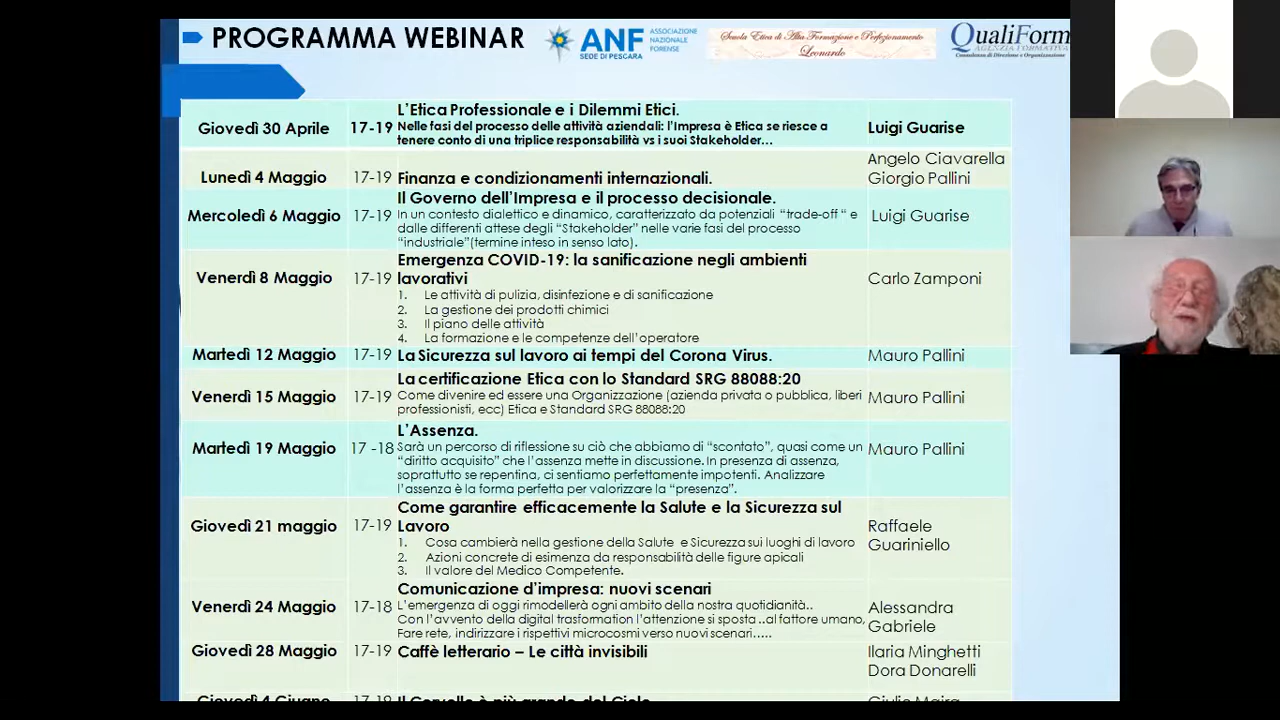 PROGRAMMA WEBINAR
ANF
SEDE DI PESCARA
ASSOCIAZIONE
NAZIONALE
FORENSE
Scuola Etica di Alta Formazione e Perfezionamento
Leonardo
QualiForm
AGENZIA FORMATIVA
Consulenza di Direzione e Organizzazione
Giovedì 30 Aprile
17-19
L'Etica Professionale e i Dilemmi Etici.
Nelle fasi del processo delle attività aziendali: l'Impresa è Etica se riesce a
tenere conto di una triplice responsabilità vs i suoi Stakeholder...
Luigi Guarise
Lunedì 4 Maggio
17-19
Finanza e condizionamenti internazionali.
Angelo Ciavarella
Giorgio Pallini
Mercoledì 6 Maggio
17-19
Il Governo dell'Impresa e il processo decisionale.
In un contesto dialettico e dinamico, caratterizzato da potenziali "trade-off " e
dalle differenti attese degli "Stakeholder" nelle varie fasi del processo
"industriale"(termine inteso in senso lato).
Luigi Guarise
Venerdì 8 Maggio
17-19
Emergenza COVID-19: la sanificazione negli ambienti
lavorativi
1. Le attività di pulizia, disinfezione e di sanificazione
2. La gestione dei prodotti chimici
3. Il piano delle attività
4. La formazione e le competenze dell'operatore
Carlo Zamponi
Martedì 12 Maggio
17-19
La Sicurezza sul lavoro ai tempi del Corona Virus.
Mauro Pallini
Venerdì 15 Maggio
17-19
La certificazione Etica con lo Standard SRG 88088:20
Come divenire ed essere una Organizzazione (azienda privata o pubblica, liberi
professionisti, ecc) Etica e Standard SRG 88088:20
Mauro Pallini
Martedì 19 Maggio
17 -18
L'Assenza.
Sarà un percorso di riflessione su ciò che abbiamo di "scontato", quasi come un
"diritto acquisito" che l'assenza mette in discussione. In presenza di assenza,
soprattutto se repentina, ci sentiamo perfettamente impotenti. Analizzare
l'assenza è la forma perfetta per valorizzare la "presenza".
Mauro Pallini
Giovedì 21 maggio
17-19
Come garantire efficacemente la Salute e la Sicurezza sul
Lavoro
1. Cosa cambierà nella gestione della Salute e Sicurezza sui luoghi di lavoro
2. Azioni concrete di esimenza da responsabilità delle figure apicali
3. Il valore del Medico Competente.
Raffaele
Guariniello
Venerdì 24 Maggio
17-18
Comunicazione d'impresa: nuovi scenari
L'emergenza di oggi rimodellerà ogni ambito della nostra quotidianità..
Con l'avvento della digital trasformation l'attenzione si sposta ..al fattore umano,
Fare rete, indirizzare i rispettivi microcosmi verso nuovi scenari.....
Alessandra
Gabriele
Giovedì 28 Maggio
17-19
Caffè letterario – Le città invisibili
Ilaria Minghetti
Dora Donarelli
Giovedì 4 Giugno
17-19
Il Cervello è più grande del Cielo
Giulio Maira